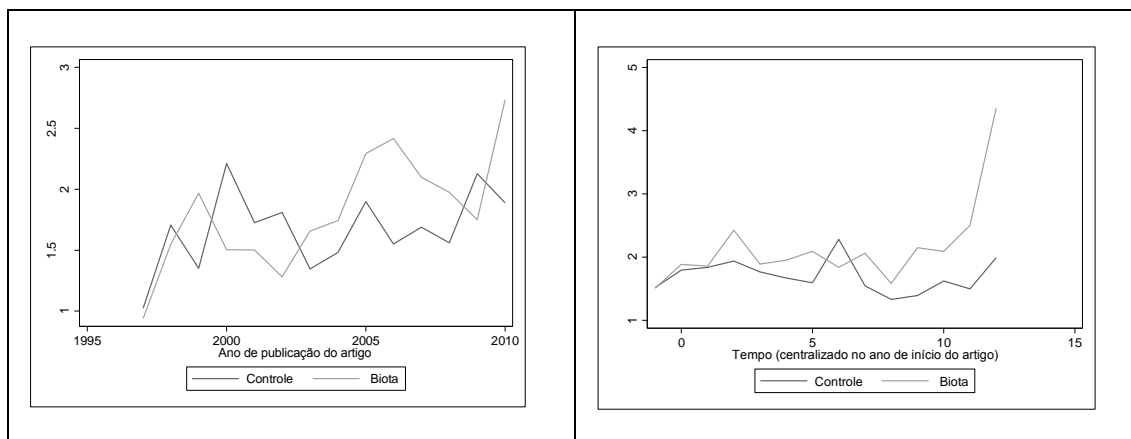 3
2.5
2
1.5
1
1995 2000 2005 2010
Ano de publicação do artigo
Controle Biota
5
4
3
2
1
0 5 10 15
Tempo (centralizado no ano de início do artigo)
Controle Biota